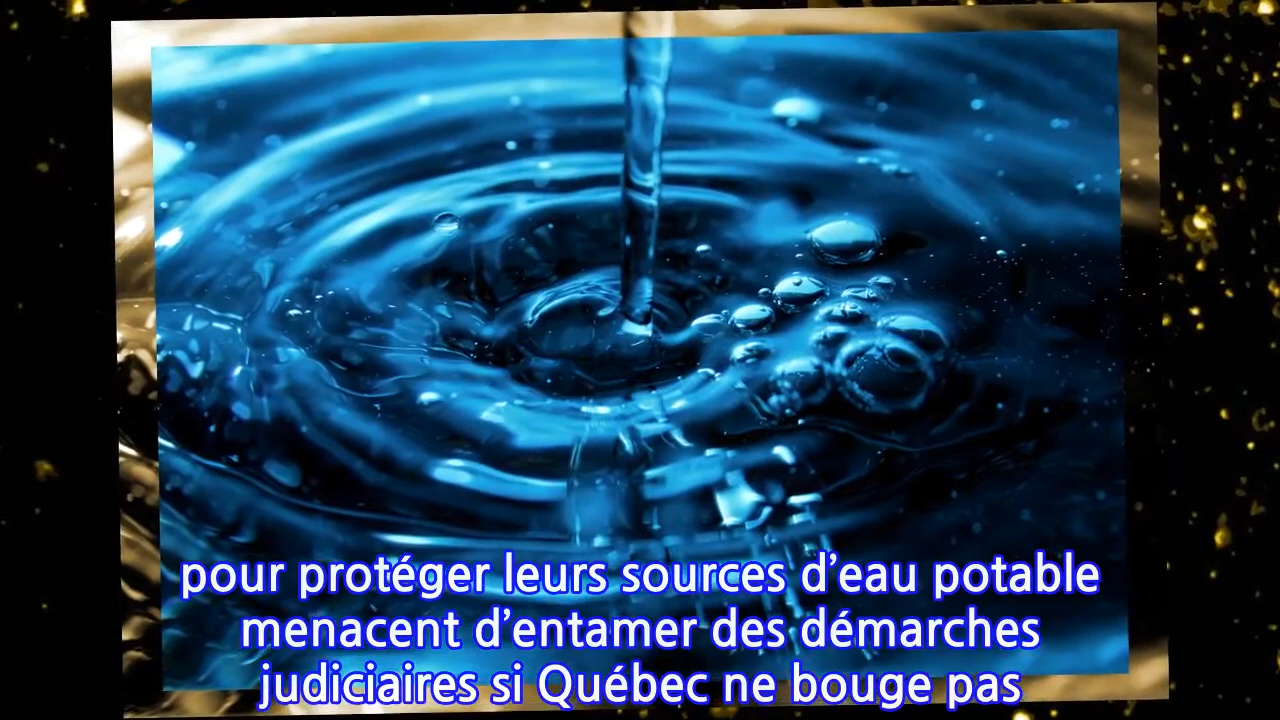 pour protéger leurs sources d’eau potable
menacent d’entamer des démarches
judiciaires si Québec ne bouge pas